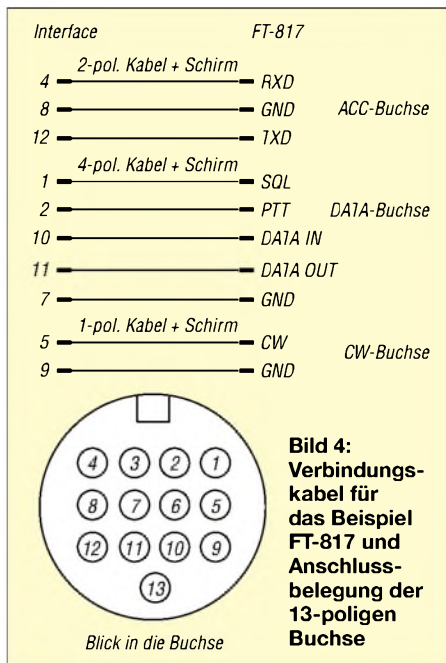 Interface FT-817
2-pol. Kabel + Schirm
4 RXD
8 GND ACC-Buchse
12 TXD
4-pol. Kabel + Schirm
1 SQL
2 PTT DATA-Buchse
10 DATA IN
11 DATA OUT
7 GND
1-pol. Kabel + Schirm
5 CW CW-Buchse
9 GND
4 3 2 1
8 7 6 5
12 11 10 9
13
Blick in die Buchse
Bild 4:
Verbindungs-
kabel für
das Beispiel
FT-817 und
Anschluss-
belegung der
13-poligen
Buchse